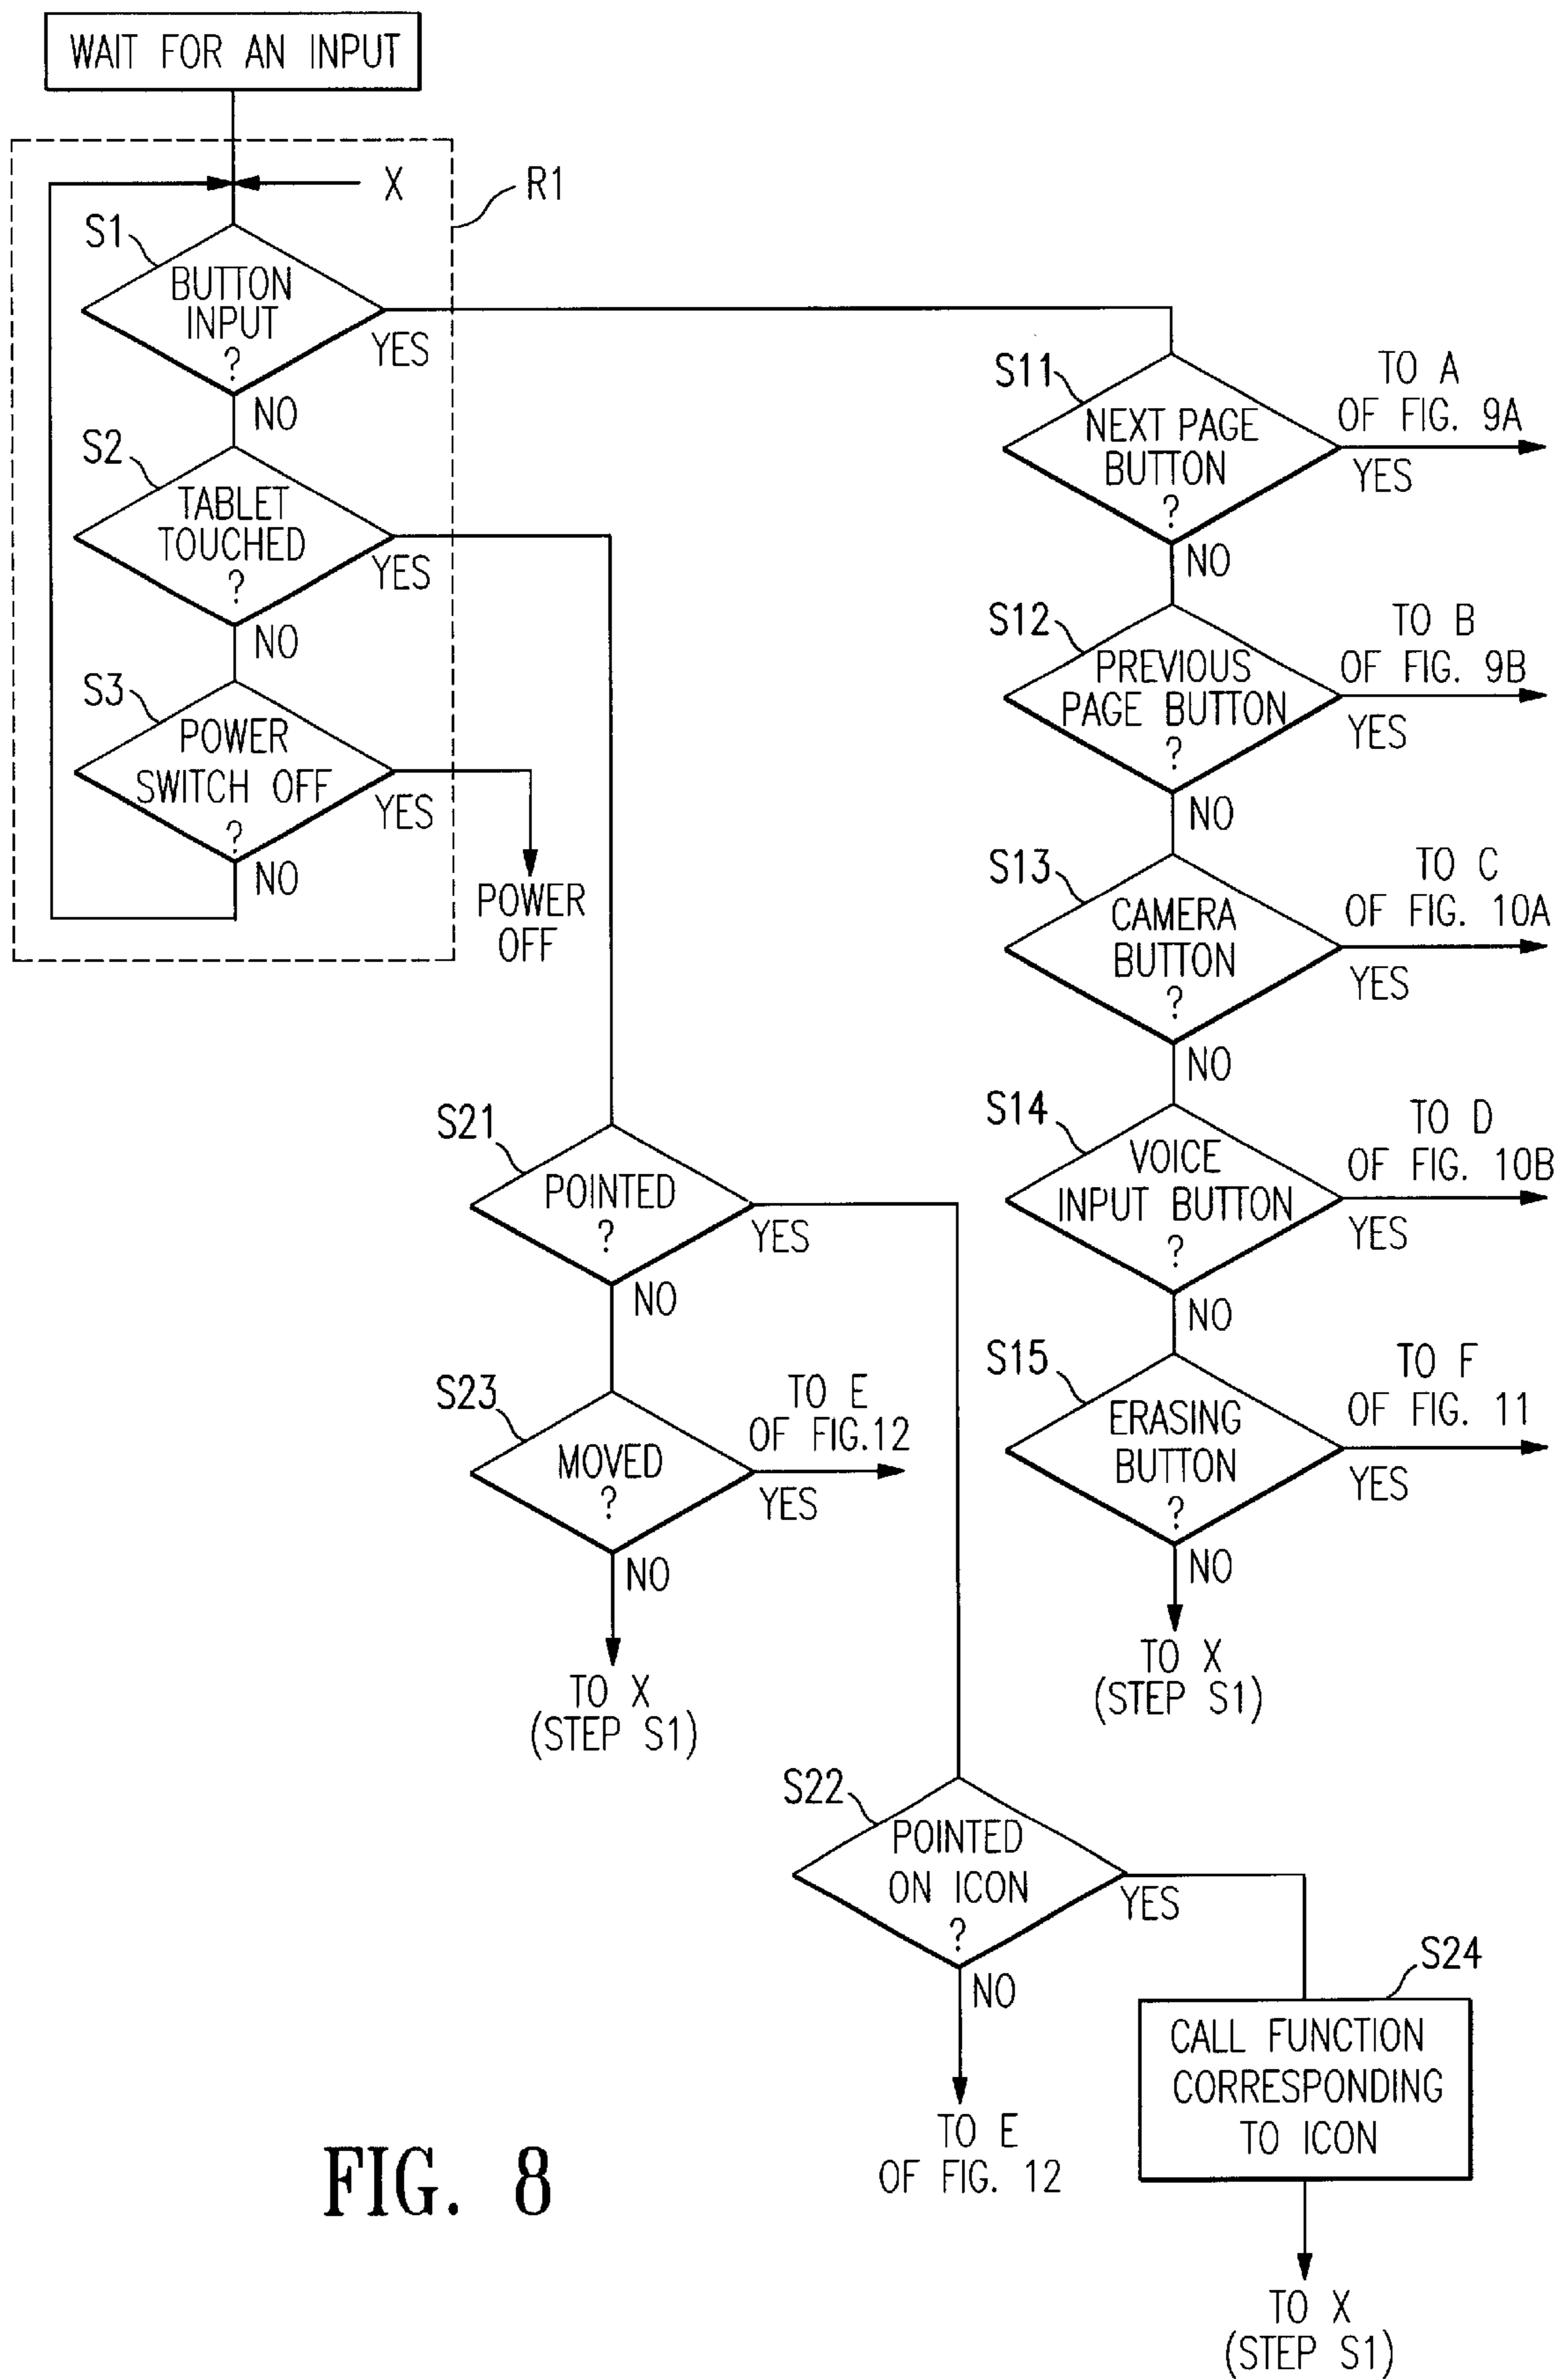 WAIT FOR AN INPUT
X
R1
S1
BUTTON
INPUT
?
YES
NO
S2
TABLET
TOUCHED
?
YES
NO
S3
POWER
SWITCH OFF
?
YES
NO
POWER
OFF
S11
NEXT PAGE
BUTTON
?
TO A
OF FIG. 9A
YES
NO
S12
PREVIOUS
PAGE BUTTON
?
TO B
OF FIG. 9B
YES
NO
S13
CAMERA
BUTTON
?
TO C
OF FIG. 10A
YES
NO
S14
VOICE
INPUT BUTTON
?
TO D
OF FIG. 10B
YES
NO
S15
ERASING
BUTTON
?
TO F
OF FIG. 11
YES
NO
TO X
(STEP S1)
S21
POINTED
?
YES
NO
S23
MOVED
?
TO E
OF FIG.12
YES
NO
TO X
(STEP S1)
S22
POINTED
ON ICON
?
YES
NO
TO E
OF FIG. 12
S24
CALL FUNCTION
CORRESPONDING
TO ICON
TO X
(STEP S1)
FIG. 8